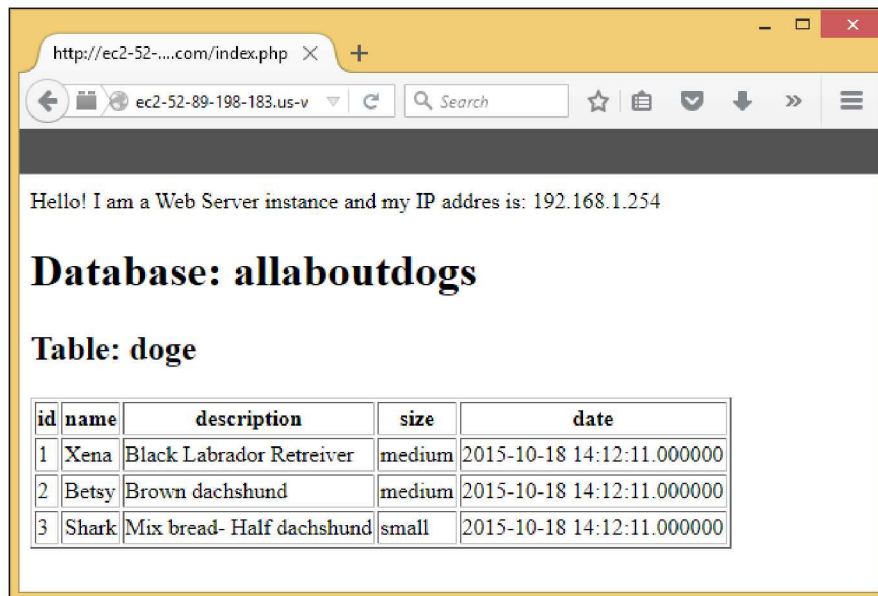 http://ec2-52-....com/index.php
ec2-52-89-198-183.us-v
Search
Hello! I am a Web Server instance and my IP addres is: 192.168.1.254
Database: allaboutdogs
Table: doge
id name description size date
1 Xena Black Labrador Retreiver medium 2015-10-18 14:12:11.000000
2 Betsy Brown dachshund medium 2015-10-18 14:12:11.000000
3 Shark Mix bread- Half dachshund small 2015-10-18 14:12:11.000000